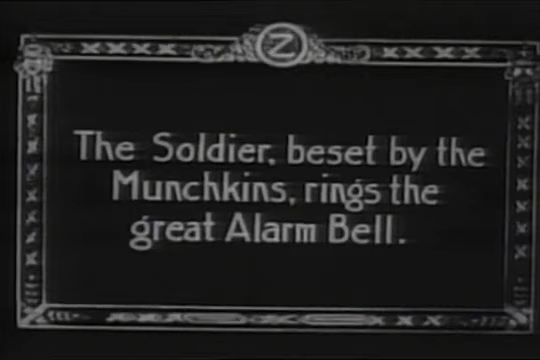 Z
The Soldier, beset by the
Munchkins, rings the
great Alarm Bell.